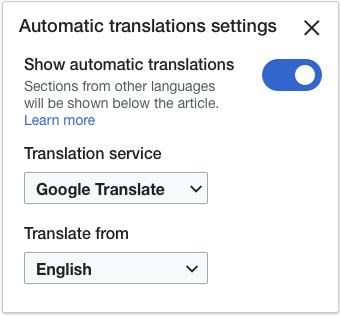 Automatic translations settings
Show automatic translations
Sections from other languages
will be shown below the article.
Learn more
Translation service
Google Translate
Translate from
English